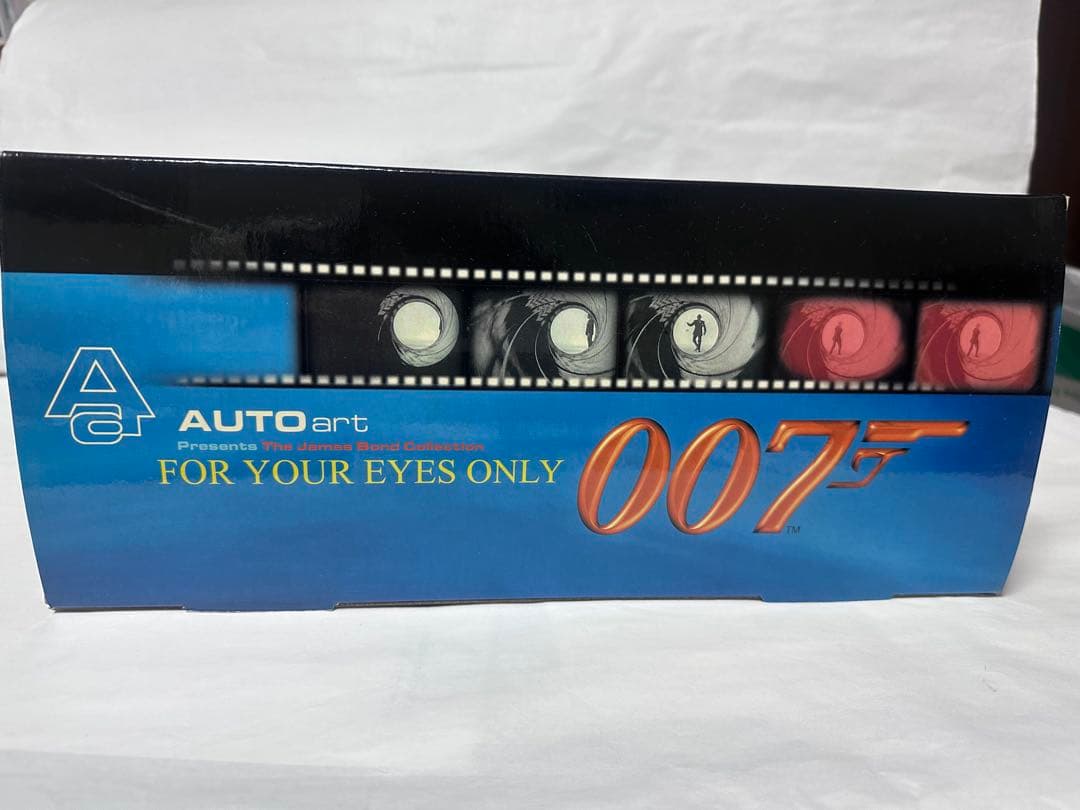 AUTOart
Presents The James Bond Collection
FOR YOUR EYES ONLY
007
TM